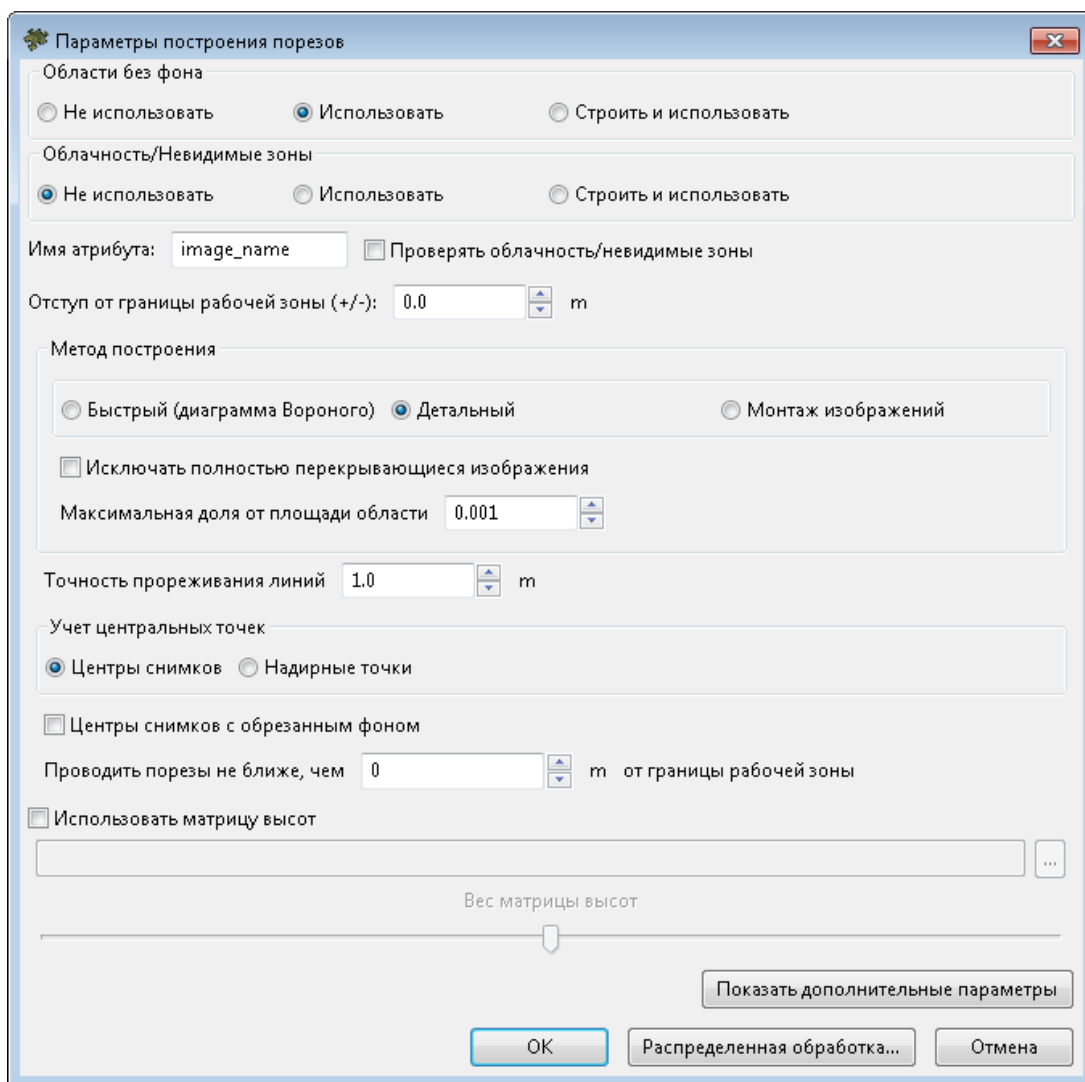 Параметры построения порезов
Области без фона
Не использовать Использовать Строить и использовать
Облачность/Невидимые зоны
Не использовать Использовать Строить и использовать
Имя атрибута: image_name Проверять облачность/невидимые зоны
Отступ от границы рабочей зоны (+/-): 0.0 m
Метод построения
Быстрый (диаграмма Вороного) Детальный Монтаж изображений
Исключать полностью перекрывающиеся изображения
Максимальная доля от площади области 0.001
Точность прореживания линий 1.0 m
Учет центральных точек
Центры снимков Надирные точки
Центры снимков с обрезанным фоном
Проводить порезы не ближе, чем 0 m от границы рабочей зоны
Использовать матрицу высот
...
Вес матрицы высот
Показать дополнительные параметры
OK Распределенная обработка... Отмена